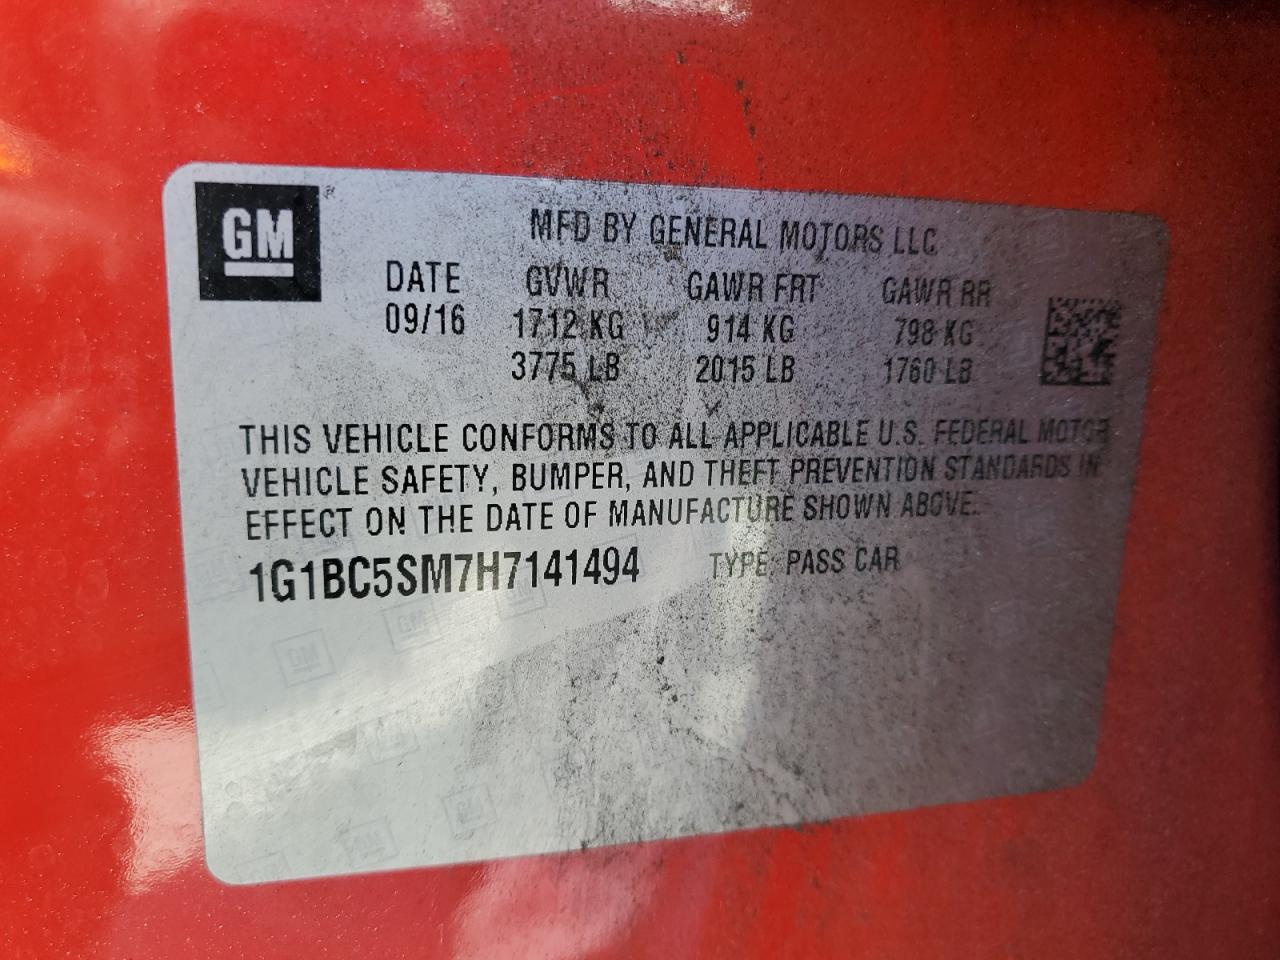 GM
MFD BY GENERAL MOTORS LLC
DATE GVWR GAWR FRT GAWR RR
09/16 1712 KG 914 KG 798 KG
3775 LB 2015 LB 1760 LB
THIS VEHICLE CONFORMS TO ALL APPLICABLE U.S. FEDERAL MOTOR
VEHICLE SAFETY, BUMPER, AND THEFT PREVENTION STANDARDS IN
EFFECT ON THE DATE OF MANUFACTURE SHOWN ABOVE.
1G1BC5SM7H7141494 TYPE: PASS CAR